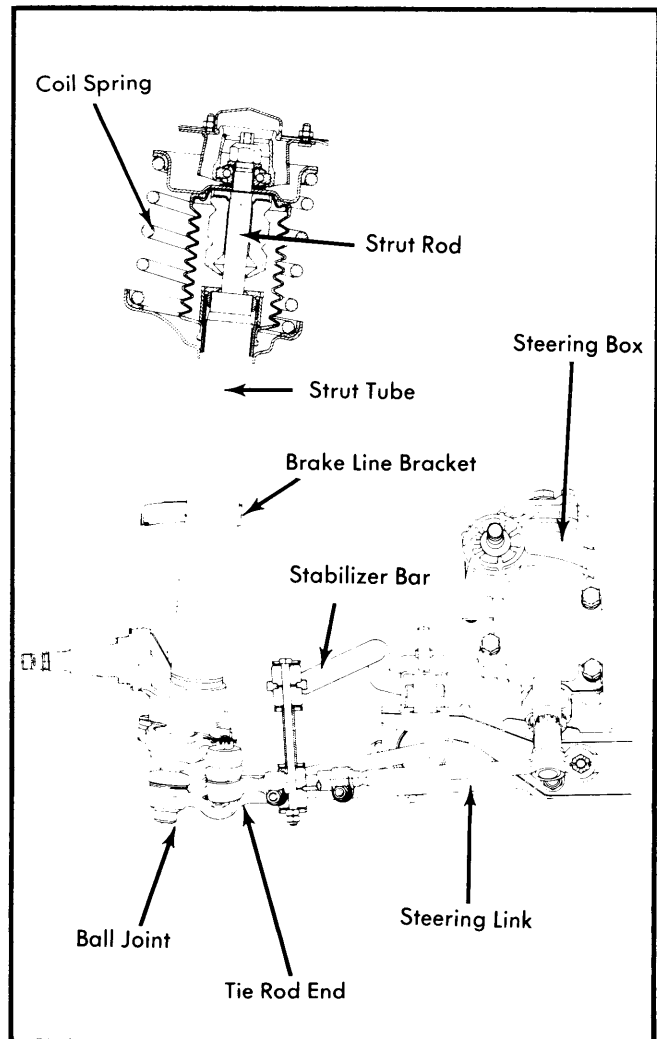 Coil Spring
Strut Rod
Steering Box
Strut Tube
Brake Line Bracket
Stabilizer Bar
Steering Link
Ball Joint
Tie Rod End